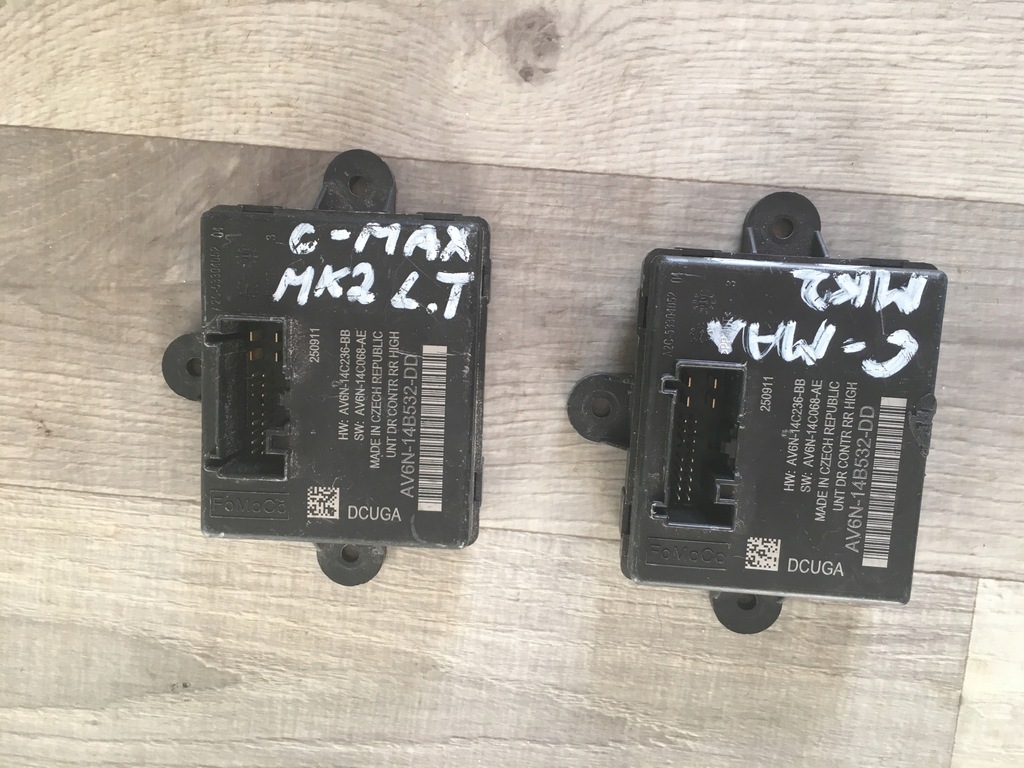 C-MAX
MK2 L.T
250911
HW: AV6N-14C236-BB
SW: AV6N-14C068-AE
MADE IN CZECH REPUBLIC
UNT DR CONTR RR HIGH
AV6N-14B532-DD
FoMoCo
DCUGA
MK2
C-MAX
250911
HW: AV6N-14C236-BB
SW: AV6N-14C068-AE
MADE IN CZECH REPUBLIC
UNT DR CONTR RR HIGH
AV6N-14B532-DD
FoMoCo
DCUGA